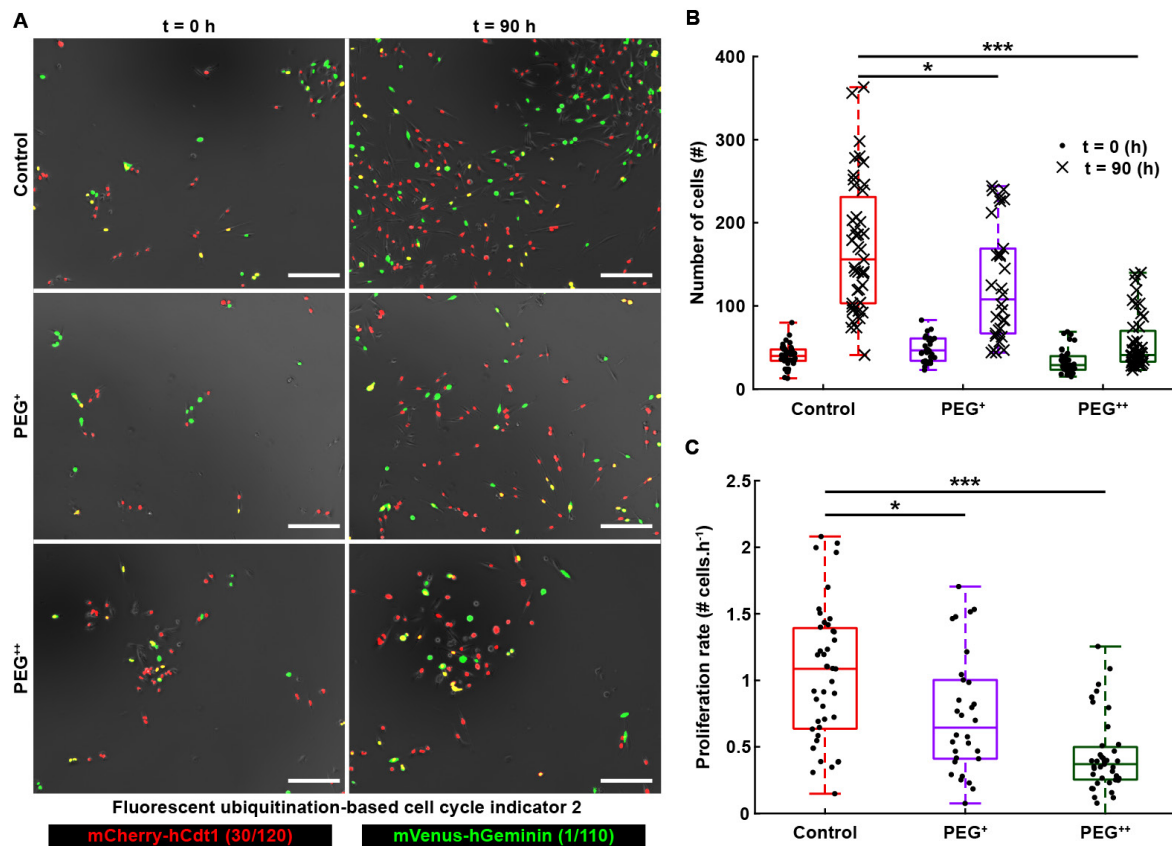 A
t = 0 h
t = 90 h
Control
PEG⁺
PEG⁺⁺
Fluorescent ubiquitination-based cell cycle indicator 2
mCherry-hCdt1 (30/120)
mVenus-hGeminin (1/110)
B
Number of cells (#)
400
300
200
100
0
***
*
t = 0 (h)
t = 90 (h)
Control
PEG⁺
PEG⁺⁺
C
Proliferation rate (# cells.h⁻¹)
2.5
2
1.5
1
0.5
0
***
*
Control
PEG⁺
PEG⁺⁺